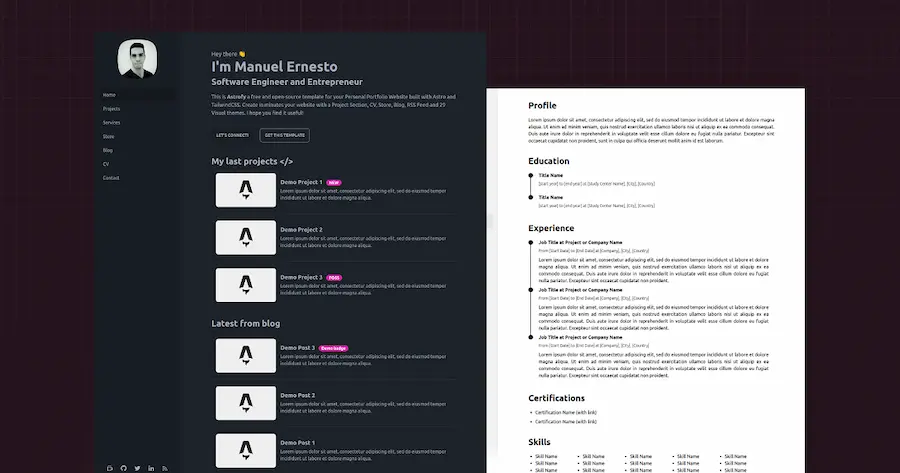 Home
Projects
Services
Store
Blog
CV
Contact
Hey there 👋
I'm Manuel Ernesto
Software Engineer and Entrepreneur
This is Astrofy a free and open-source template for your Personal Portfolio Website built with Astro and
TailwindCSS. Create in minutes your website with a Project Section, CV, Store, Blog, RSS Feed and 29
Visual themes. I hope you find it useful!
LET'S CONNECT! GET THIS TEMPLATE
My last projects </>
Demo Project 1 NEW
Lorem ipsum dolor sit amet, consectetur adipiscing elit, sed do eiusmod tempor
incididunt ut labore et dolore magna aliqua.
Demo Project 2
Lorem ipsum dolor sit amet, consectetur adipiscing elit, sed do eiusmod tempor
incididunt ut labore et dolore magna aliqua.
Demo Project 3 FREE
Lorem ipsum dolor sit amet, consectetur adipiscing elit, sed do eiusmod tempor
incididunt ut labore et dolore magna aliqua.
Latest from blog
Demo Post 3 Demo badge
Lorem ipsum dolor sit amet, consectetur adipiscing elit, sed do eiusmod tempor
incididunt ut labore et dolore magna aliqua.
Demo Post 2
Lorem ipsum dolor sit amet, consectetur adipiscing elit, sed do eiusmod tempor
incididunt ut labore et dolore magna aliqua.
Demo Post 1
Lorem ipsum dolor sit amet, consectetur adipiscing elit, sed do eiusmod tempor
incididunt ut labore et dolore magna aliqua.
Profile
Lorem ipsum dolor sit amet, consectetur adipiscing elit, sed do eiusmod tempor incididunt ut labore et dolore magna
aliqua. Ut enim ad minim veniam, quis nostrud exercitation ullamco laboris nisi ut aliquip ex ea commodo consequat.
Duis aute irure dolor in reprehenderit in voluptate velit esse cillum dolore eu fugiat nulla pariatur. Excepteur sint
occaecat cupidatat non proident, sunt in culpa qui officia deserunt mollit anim id est laborum.
Education
Title Name
[Start year] to [end year] at [Study Center Name], [City], [Country]
Title Name
[Start year] to [end year] at [Study Center Name], [City], [Country]
Experience
Job Title at Project or Company Name
From [Start Date] to [End Date] at [Company Name], [City], [Country]
Lorem ipsum dolor sit amet, consectetur adipiscing elit, sed do eiusmod tempor incididunt ut labore et dolore
magna aliqua. Ut enim ad minim veniam, quis nostrud exercitation ullamco laboris nisi ut aliquip ex ea
commodo consequat. Duis aute irure dolor in reprehenderit in voluptate velit esse cillum dolore eu fugiat
nulla pariatur. Excepteur sint occaecat cupidatat non proident.
Job Title at Project or Company Name
From [Start Date] to [End Date] at [Company Name], [City], [Country]
Lorem ipsum dolor sit amet, consectetur adipiscing elit, sed do eiusmod tempor incididunt ut labore et dolore
magna aliqua. Ut enim ad minim veniam, quis nostrud exercitation ullamco laboris nisi ut aliquip ex ea
commodo consequat. Duis aute irure dolor in reprehenderit in voluptate velit esse cillum dolore eu fugiat
nulla pariatur. Excepteur sint occaecat cupidatat non proident.
Job Title at Project or Company Name
From [Start Date] to [End Date] at [Company Name], [City], [Country]
Lorem ipsum dolor sit amet, consectetur adipiscing elit, sed do eiusmod tempor incididunt ut labore et dolore
magna aliqua. Ut enim ad minim veniam, quis nostrud exercitation ullamco laboris nisi ut aliquip ex ea
commodo consequat. Duis aute irure dolor in reprehenderit in voluptate velit esse cillum dolore eu fugiat
nulla pariatur. Excepteur sint occaecat cupidatat non proident.
Certifications
• Certification Name (with link)
• Certification Name (with link)
Skills
• Skill Name • Skill Name • Skill Name • Skill Name • Skill Name
• Skill Name • Skill Name • Skill Name • Skill Name • Skill Name
• Skill Name • Skill Name • Skill Name • Skill Name • Skill Name